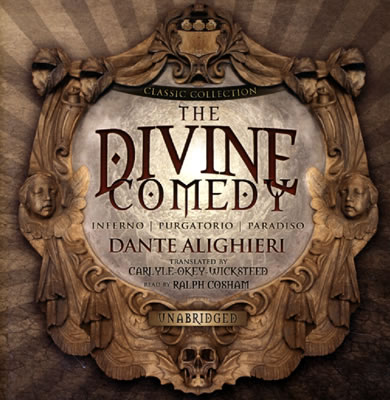 CLASSIC COLLECTION
THE
DIVINE
COMEDY
INFERNO | PURGATORIO | PARADISO
DANTE ALIGHIERI
TRANSLATED BY
CARLYLE-OKEY-WICKSTEED
READ BY RALPH COSHAM
UNABRIDGED